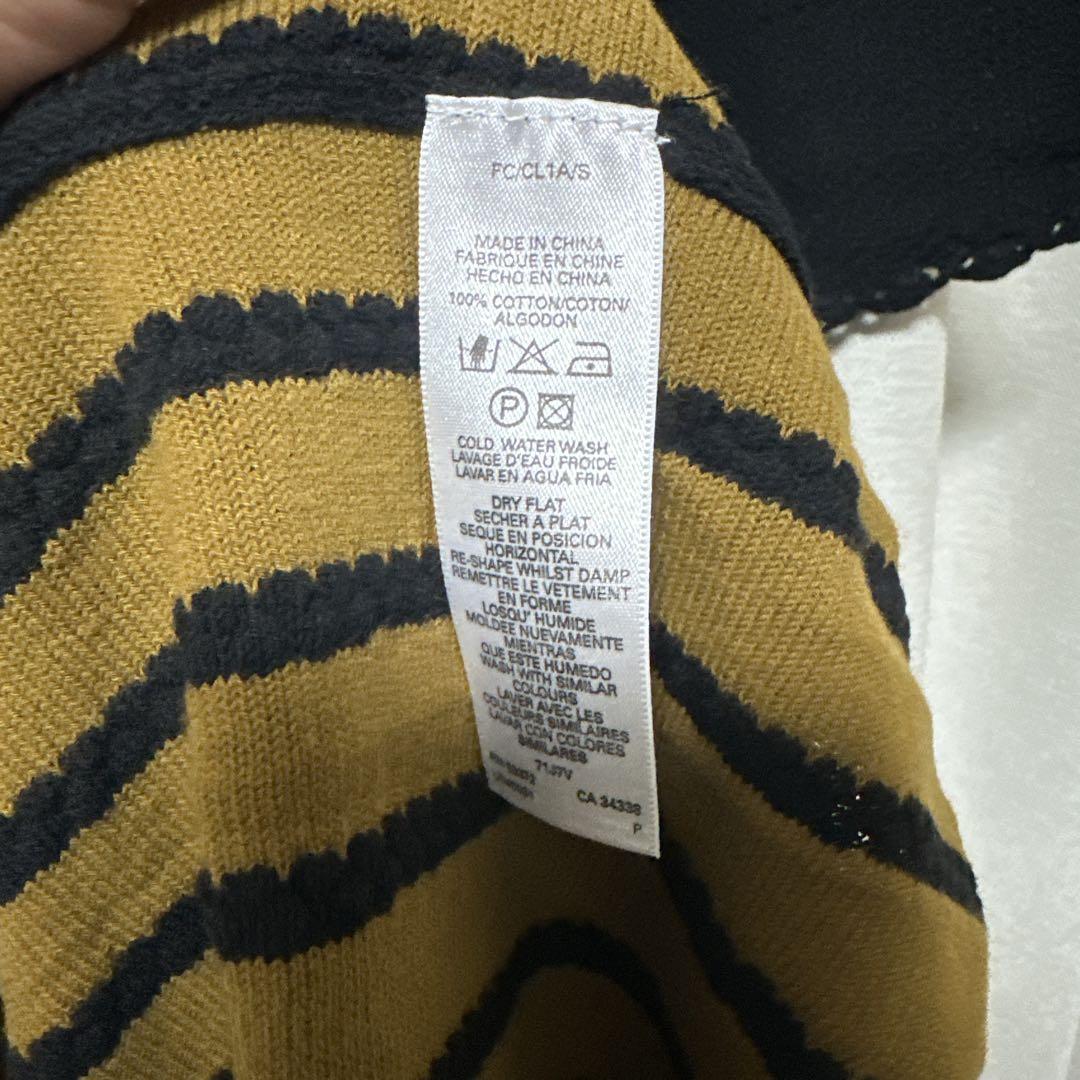 FC/CL1A/S
MADE IN CHINA
FABRIQUE EN CHINE
HECHO EN CHINA
100% COTTON/COTON/
ALGODON
P
COLD WATER WASH
LAVAGE D'EAU FROIDE
LAVAR EN AGUA FRIA
DRY FLAT
SECHER A PLAT
SEQUE EN POSICION
HORIZONTAL
RE-SHAPE WHILST DAMP
REMETTRE LE VETEMENT
EN FORME
LOSQU' HUMIDE
MOLDEE NUEVAMENTE
MIENTRAS
QUE ESTE HUMEDO
WASH WITH SIMILAR
COLOURS
LAVER AVEC LES
COULEURS SIMILAIRES
LAVAR CON COLORES
SIMILARES
71J7V
CA 34338
P